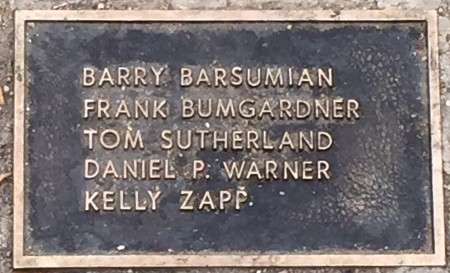 BARRY BARSUMIAN
FRANK BUMGARDNER
TOM SUTHERLAND
DANIEL P. WARNER
KELLY ZAPP